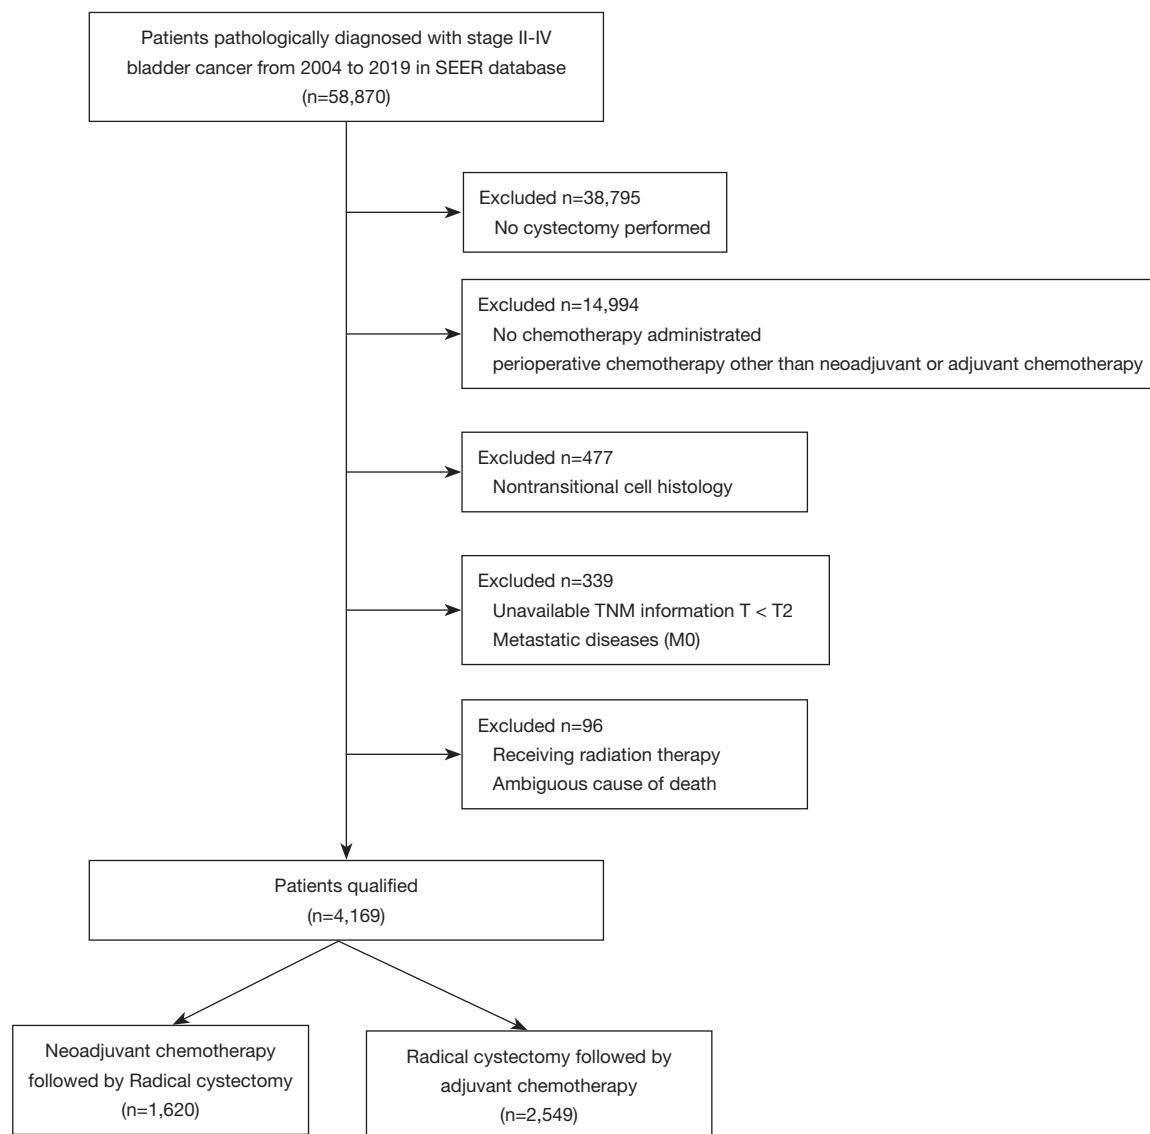 Patients pathologically diagnosed with stage II-IV
bladder cancer from 2004 to 2019 in SEER database
(n=58,870)
Excluded n=38,795
No cystectomy performed
Excluded n=14,994
No chemotherapy administrated
perioperative chemotherapy other than neoadjuvant or adjuvant chemotherapy
Excluded n=477
Nontransitional cell histology
Excluded n=339
Unavailable TNM information T < T2
Metastatic diseases (M0)
Excluded n=96
Receiving radiation therapy
Ambiguous cause of death
Patients qualified
(n=4,169)
Neoadjuvant chemotherapy
followed by Radical cystectomy
(n=1,620)
Radical cystectomy followed by
adjuvant chemotherapy
(n=2,549)